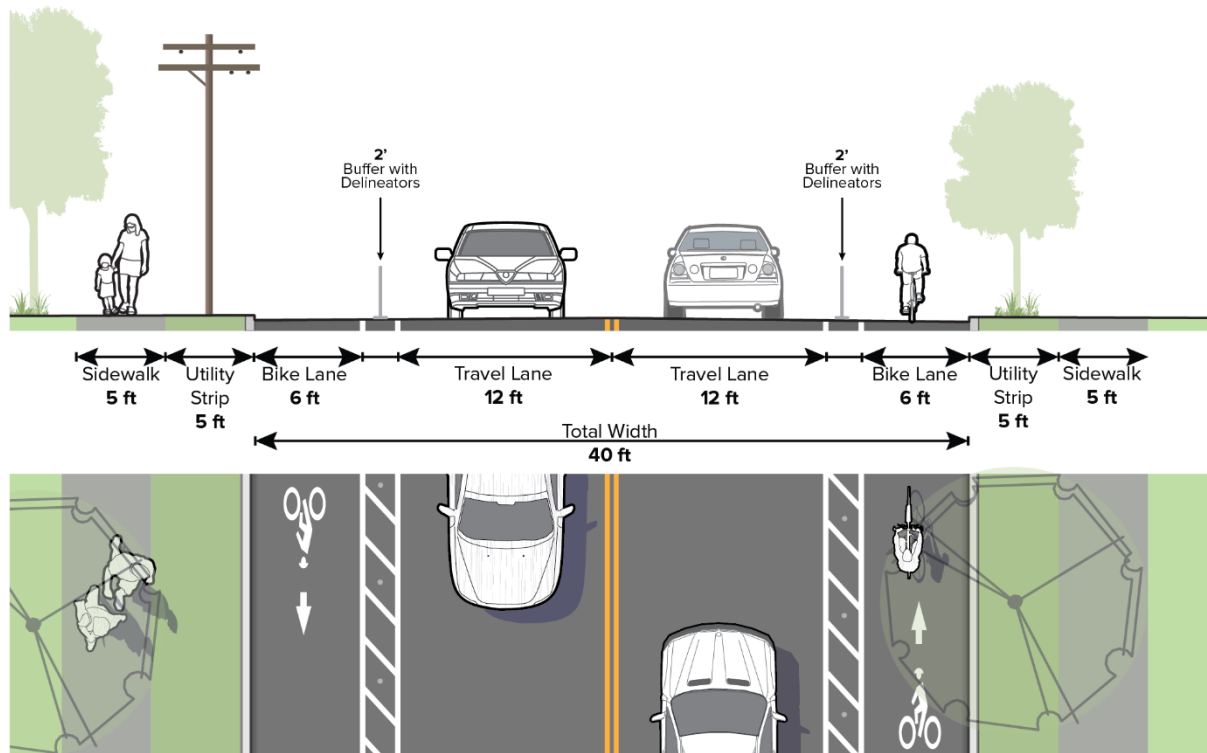 2'
Buffer with
Delineators
2'
Buffer with
Delineators
Sidewalk
5 ft
Utility
Strip
5 ft
Bike Lane
6 ft
Travel Lane
12 ft
Travel Lane
12 ft
Bike Lane
6 ft
Utility
Strip
5 ft
Sidewalk
5 ft
Total Width
40 ft